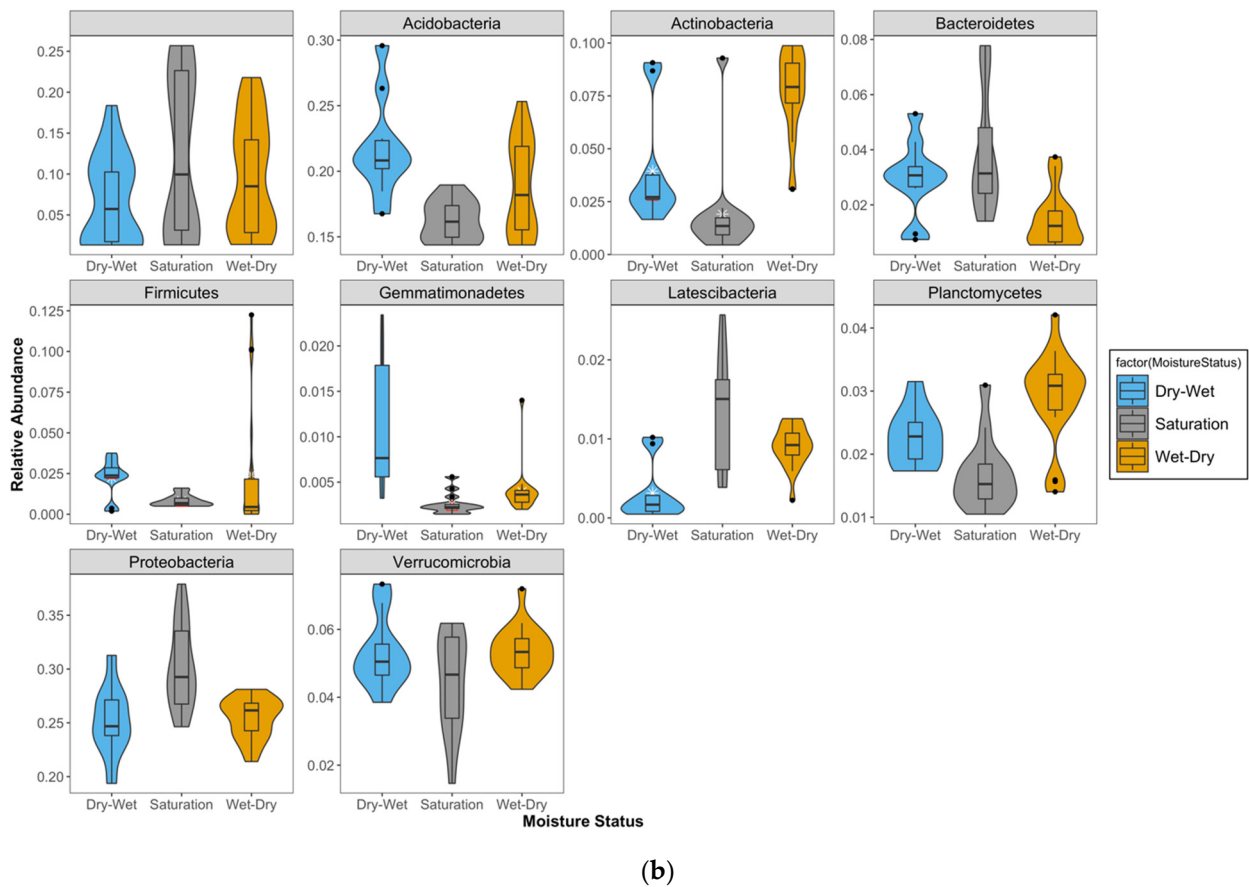 Acidobacteria Actinobacteria Bacteroidetes
0.25 0.20 0.15 0.10 0.05
0.30 0.25 0.20 0.15
0.100 0.075 0.050 0.025 0.000
0.08 0.06 0.04 0.02
Dry-Wet Saturation Wet-Dry Dry-Wet Saturation Wet-Dry Dry-Wet Saturation Wet-Dry Dry-Wet Saturation Wet-Dry
Firmicutes Gemmatimonadetes Latescibacteria Planctomycetes
Relative Abundance
0.125 0.100 0.075 0.050 0.025 0.000
0.020 0.015 0.010 0.005
0.02 0.01 0.00
0.04 0.03 0.02 0.01
Dry-Wet Saturation Wet-Dry Dry-Wet Saturation Wet-Dry Dry-Wet Saturation Wet-Dry Dry-Wet Saturation Wet-Dry
factor(MoistureStatus)
Dry-Wet
Saturation
Wet-Dry
Proteobacteria Verrucomicrobia
0.35 0.30 0.25 0.20
0.06 0.04 0.02
Dry-Wet Saturation Wet-Dry Dry-Wet Saturation Wet-Dry
Moisture Status
(b)